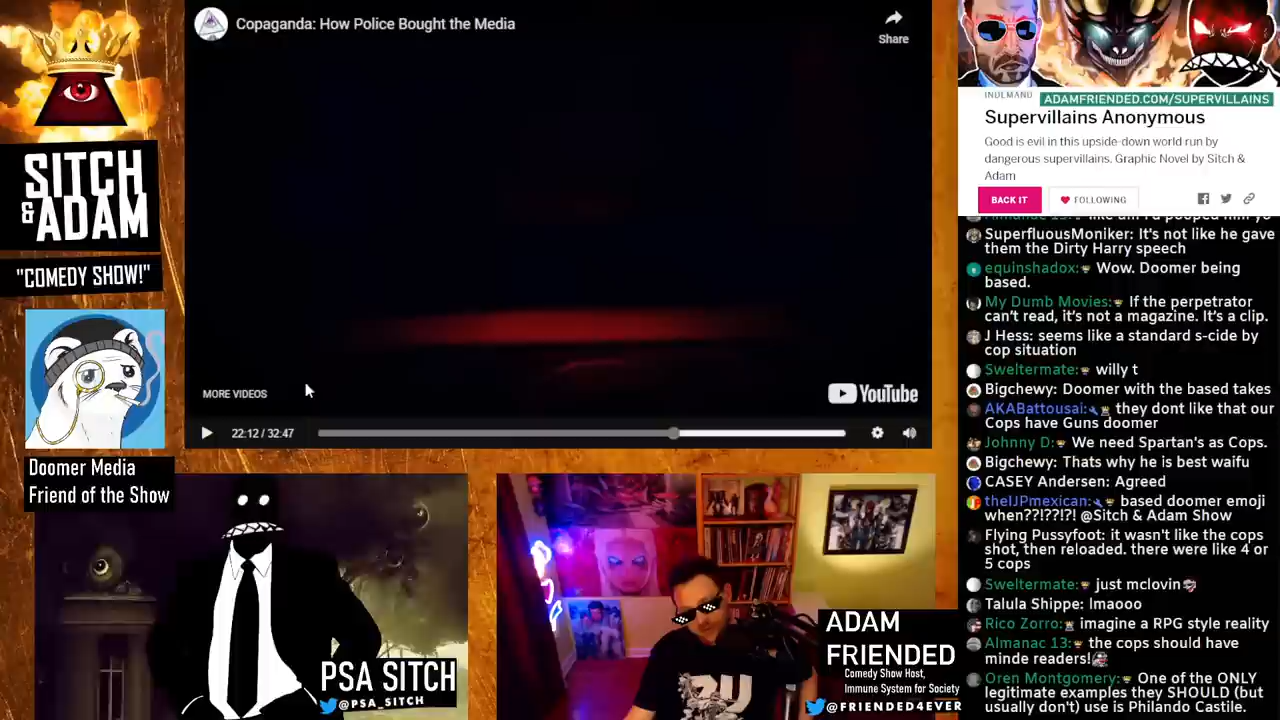 Copaganda: How Police Bought the Media
Share
MORE VIDEOS
YouTube
22:12 / 32:47
SITCH
& ADAM
"COMEDY SHOW!"
Doomer Media
Friend of the Show
PSA SITCH
@PSA_SITCH
ADAM
FRIENDED
Comedy Show Host,
Immune System for Society
@FRIENDED4EVER
INDEMAND
ADAMFRIENDED.COM/SUPERVILLAINS
Supervillains Anonymous
Good is evil in this upside-down world run by
dangerous supervillains. Graphic Novel by Sitch &
Adam
BACK IT
FOLLOWING
SuperfluousMoniker: It's not like he gave
them the Dirty Harry speech
equinshadox: Wow. Doomer being
based.
My Dumb Movies: If the perpetrator
can't read, it's not a magazine. It's a clip.
J Hess: seems like a standard s-cide by
cop situation
Sweltermate: willy t
Bigchewy: Doomer with the based takes
AKABattousai: they dont like that our
Cops have Guns doomer
Johnny D: We need Spartan's as Cops.
Bigchewy: Thats why he is best waifu
CASEY Andersen: Agreed
theIJPmexican: based doomer emoji
when??!??!?! @Sitch & Adam Show
Flying Pussyfoot: it wasn't like the cops
shot, then reloaded. there were like 4 or
5 cops
Sweltermate: just mclovin
Talula Shippe: lmaooo
Rico Zorro: imagine a RPG style reality
Almanac 13: the cops should have
minde readers!
Oren Montgomery: One of the ONLY
legitimate examples they SHOULD (but
usually don't) use is Philando Castile.